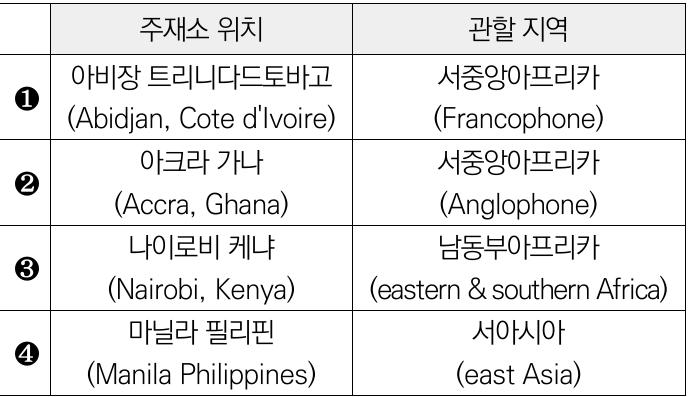 주재소 위치 관할 지역
❶ 아비장 트리니다드토바고 서중앙아프리카
(Abidjan, Cote d'Ivoire) (Francophone)
❷ 아크라 가나 서중앙아프리카
(Accra, Ghana) (Anglophone)
❸ 나이로비 케냐 남동부아프리카
(Nairobi, Kenya) (eastern & southern Africa)
❹ 마닐라 필리핀 서아시아
(Manila Philippines) (east Asia)